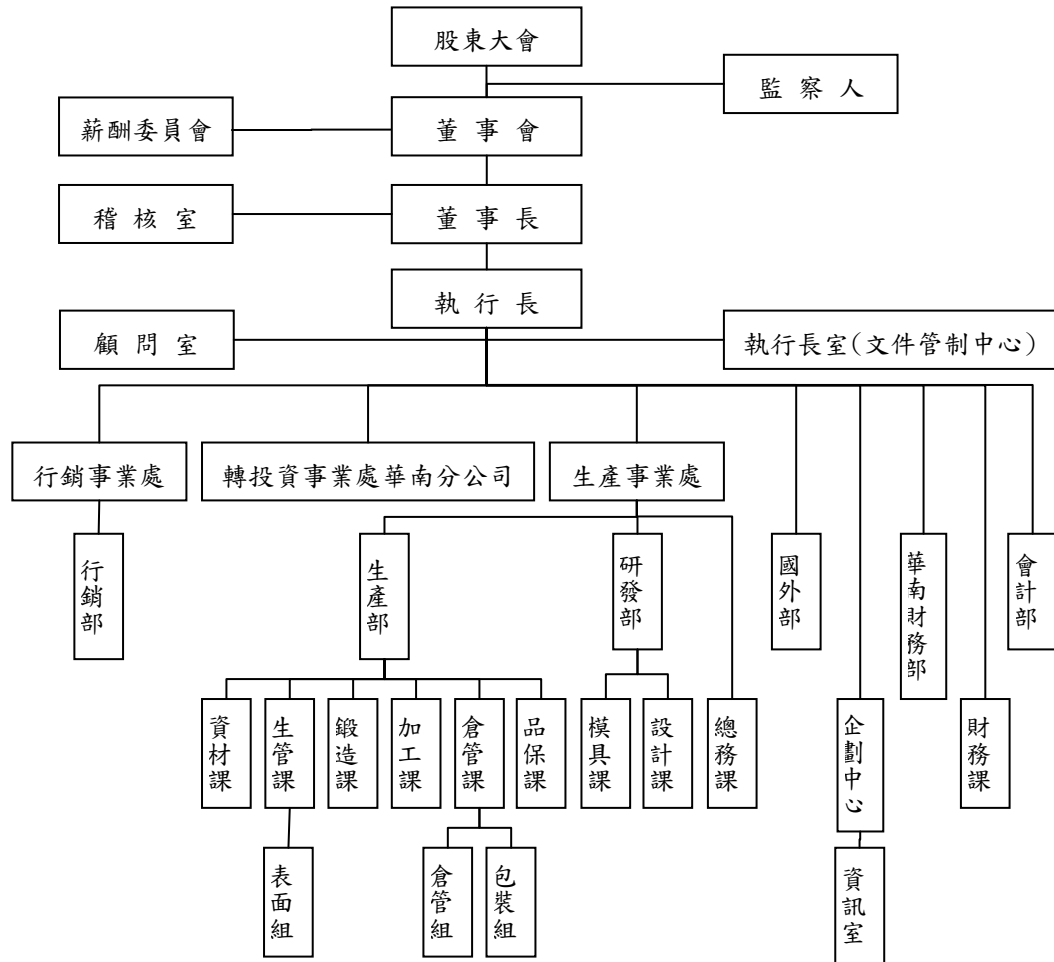 股東大會
監察人
薪酬委員會
董事會
稽核室
董事長
執行長
顧問室
執行長室(文件管制中心)
行銷事業處
轉投資事業處華南分公司
生產事業處
行銷部
生產部
研發部
國外部
華南財務部
會計部
資材課
生管課
鍛造課
加工課
倉管課
品保課
模具課
設計課
總務課
企劃中心
財務課
表面組
倉管組
包裝組
資訊室